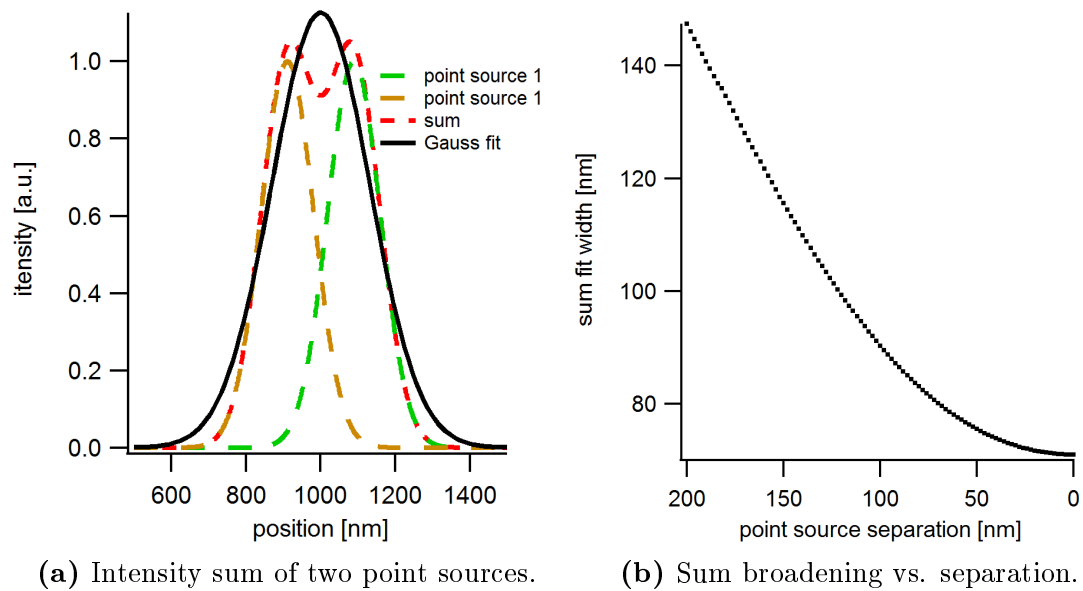 1.0
0.8
0.6
0.4
0.2
0.0
itensity [a.u.]
point source 1
point source 1
sum
Gauss fit
600 800 1000 1200 1400
position [nm]
(a) Intensity sum of two point sources.
140
120
100
80
sum fit width [nm]
200 150 100 50 0
point source separation [nm]
(b) Sum broadening vs. separation.